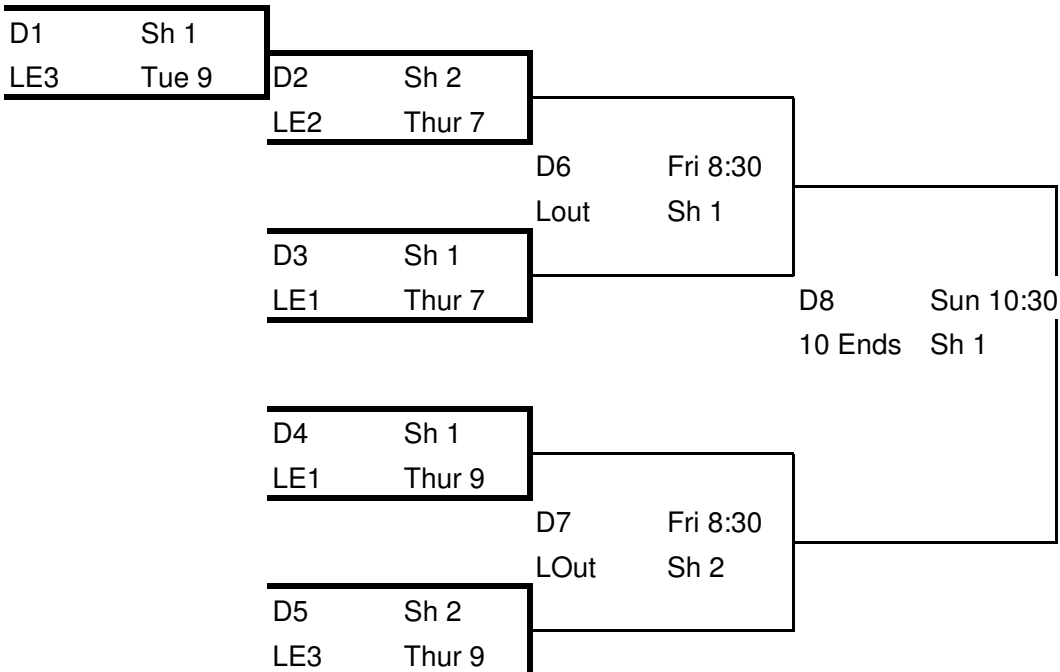 D1 Sh 1
LE3 Tue 9
D2 Sh 2
LE2 Thur 7
D6 Fri 8:30
Lout Sh 1
D3 Sh 1
LE1 Thur 7
D8 Sun 10:30
10 Ends Sh 1
D4 Sh 1
LE1 Thur 9
D7 Fri 8:30
LOut Sh 2
D5 Sh 2
LE3 Thur 9